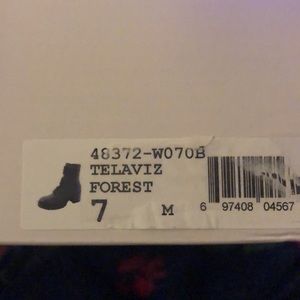 48372-W070B
TELAVIZ
FOREST
7 M
6 97408 04567